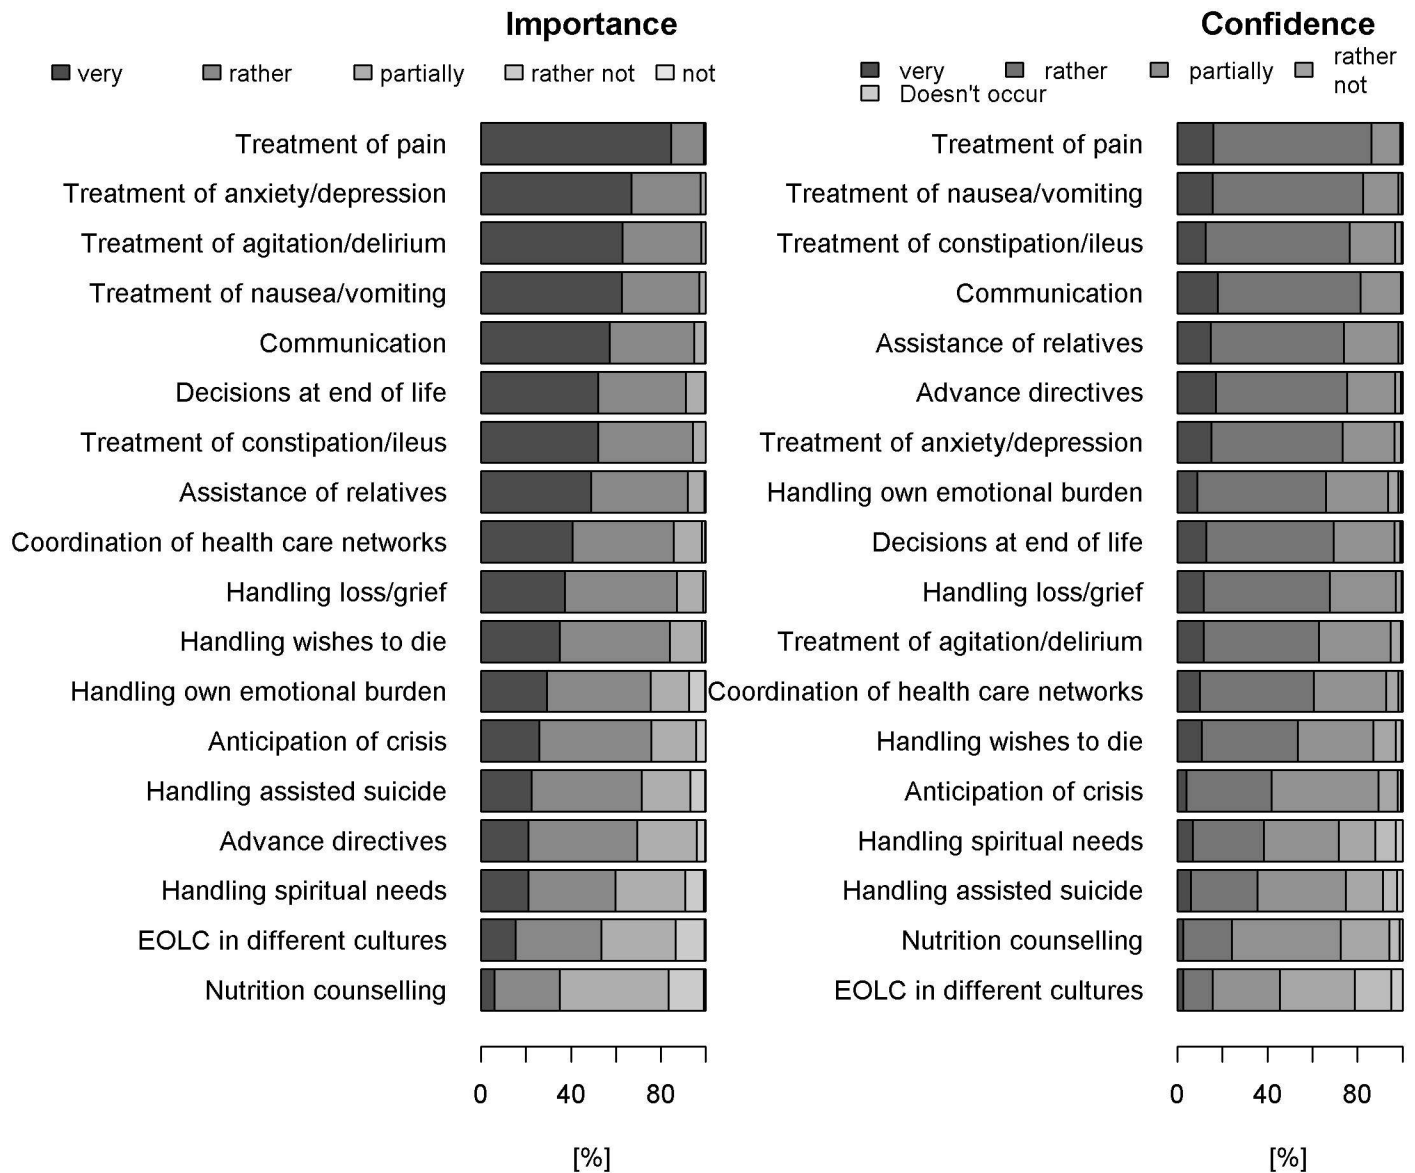 Importance
very rather partially rather not not
Treatment of pain
Treatment of anxiety/depression
Treatment of agitation/delirium
Treatment of nausea/vomiting
Communication
Decisions at end of life
Treatment of constipation/ileus
Assistance of relatives
Coordination of health care networks
Handling loss/grief
Handling wishes to die
Handling own emotional burden
Anticipation of crisis
Handling assisted suicide
Advance directives
Handling spiritual needs
EOLC in different cultures
Nutrition counselling
0 40 80
[%]
Confidence
very rather partially rather not
Doesn't occur
Treatment of pain
Treatment of nausea/vomiting
Treatment of constipation/ileus
Communication
Assistance of relatives
Advance directives
Treatment of anxiety/depression
Handling own emotional burden
Decisions at end of life
Handling loss/grief
Treatment of agitation/delirium
Coordination of health care networks
Handling wishes to die
Anticipation of crisis
Handling spiritual needs
Handling assisted suicide
Nutrition counselling
EOLC in different cultures
0 40 80
[%]